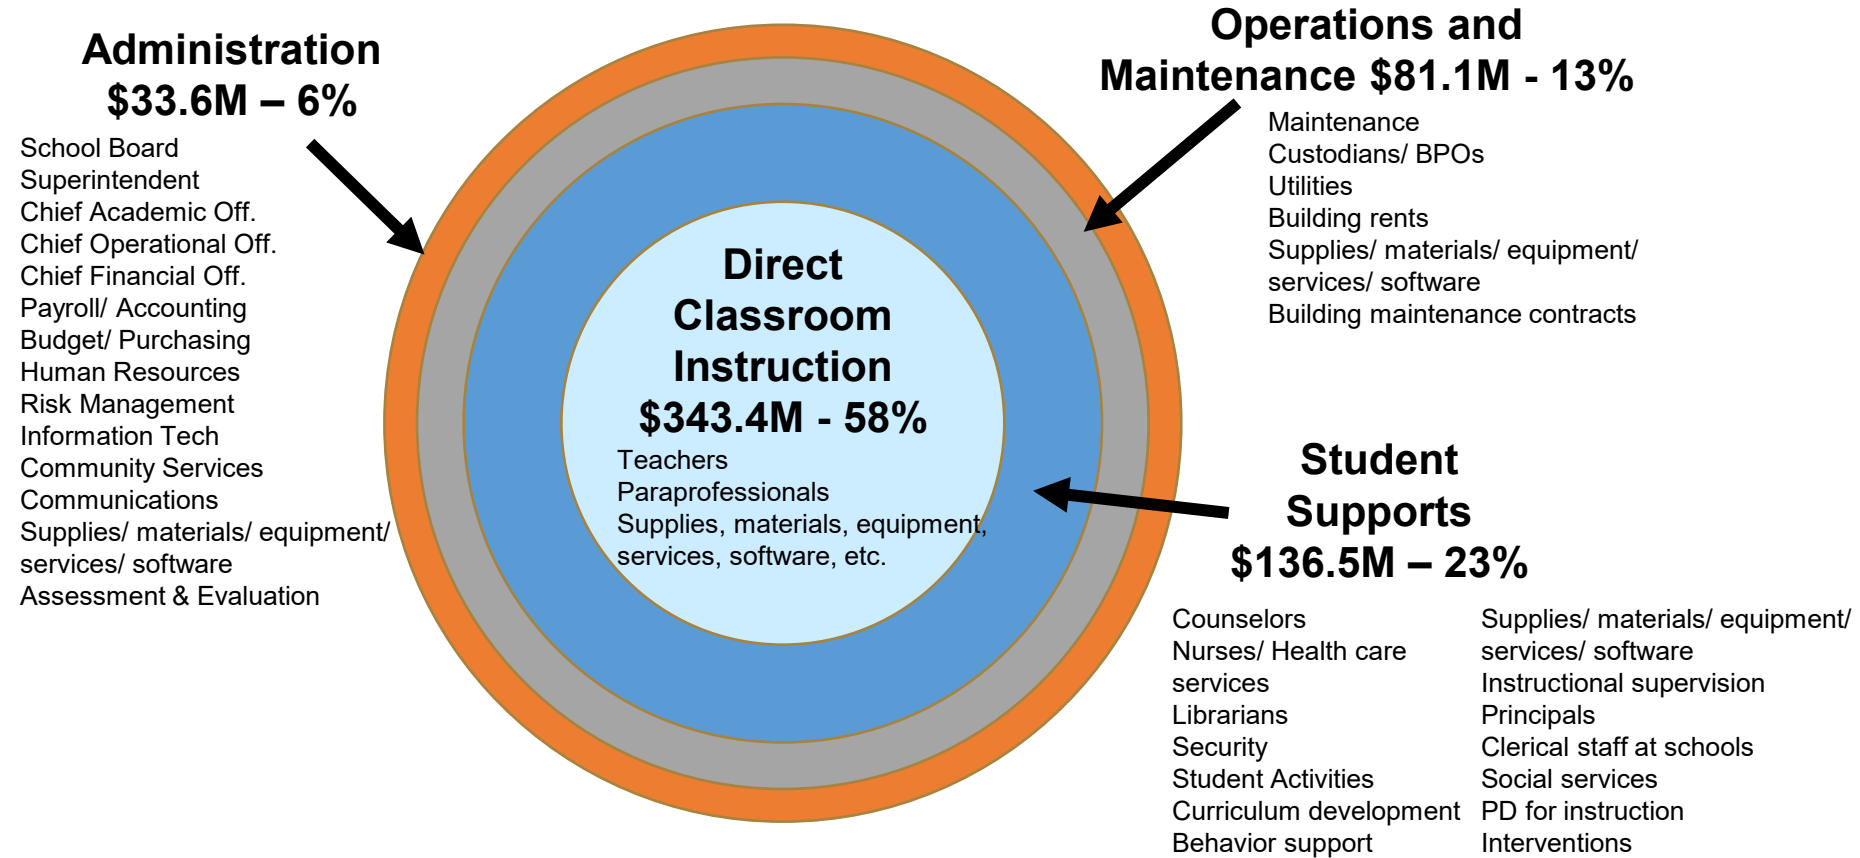 Administration
$33.6M – 6%
School Board
Superintendent
Chief Academic Off.
Chief Operational Off.
Chief Financial Off.
Payroll/ Accounting
Budget/ Purchasing
Human Resources
Risk Management
Information Tech
Community Services
Communications
Supplies/ materials/ equipment/
services/ software
Assessment & Evaluation
Direct
Classroom
Instruction
$343.4M - 58%
Teachers
Paraprofessionals
Supplies, materials, equipment,
services, software, etc.
Operations and
Maintenance $81.1M - 13%
Maintenance
Custodians/ BPOs
Utilities
Building rents
Supplies/ materials/ equipment/
services/ software
Building maintenance contracts
Student
Supports
$136.5M – 23%
Counselors
Nurses/ Health care
services
Librarians
Security
Student Activities
Curriculum development
Behavior support
Supplies/ materials/ equipment/
services/ software
Instructional supervision
Principals
Clerical staff at schools
Social services
PD for instruction
Interventions